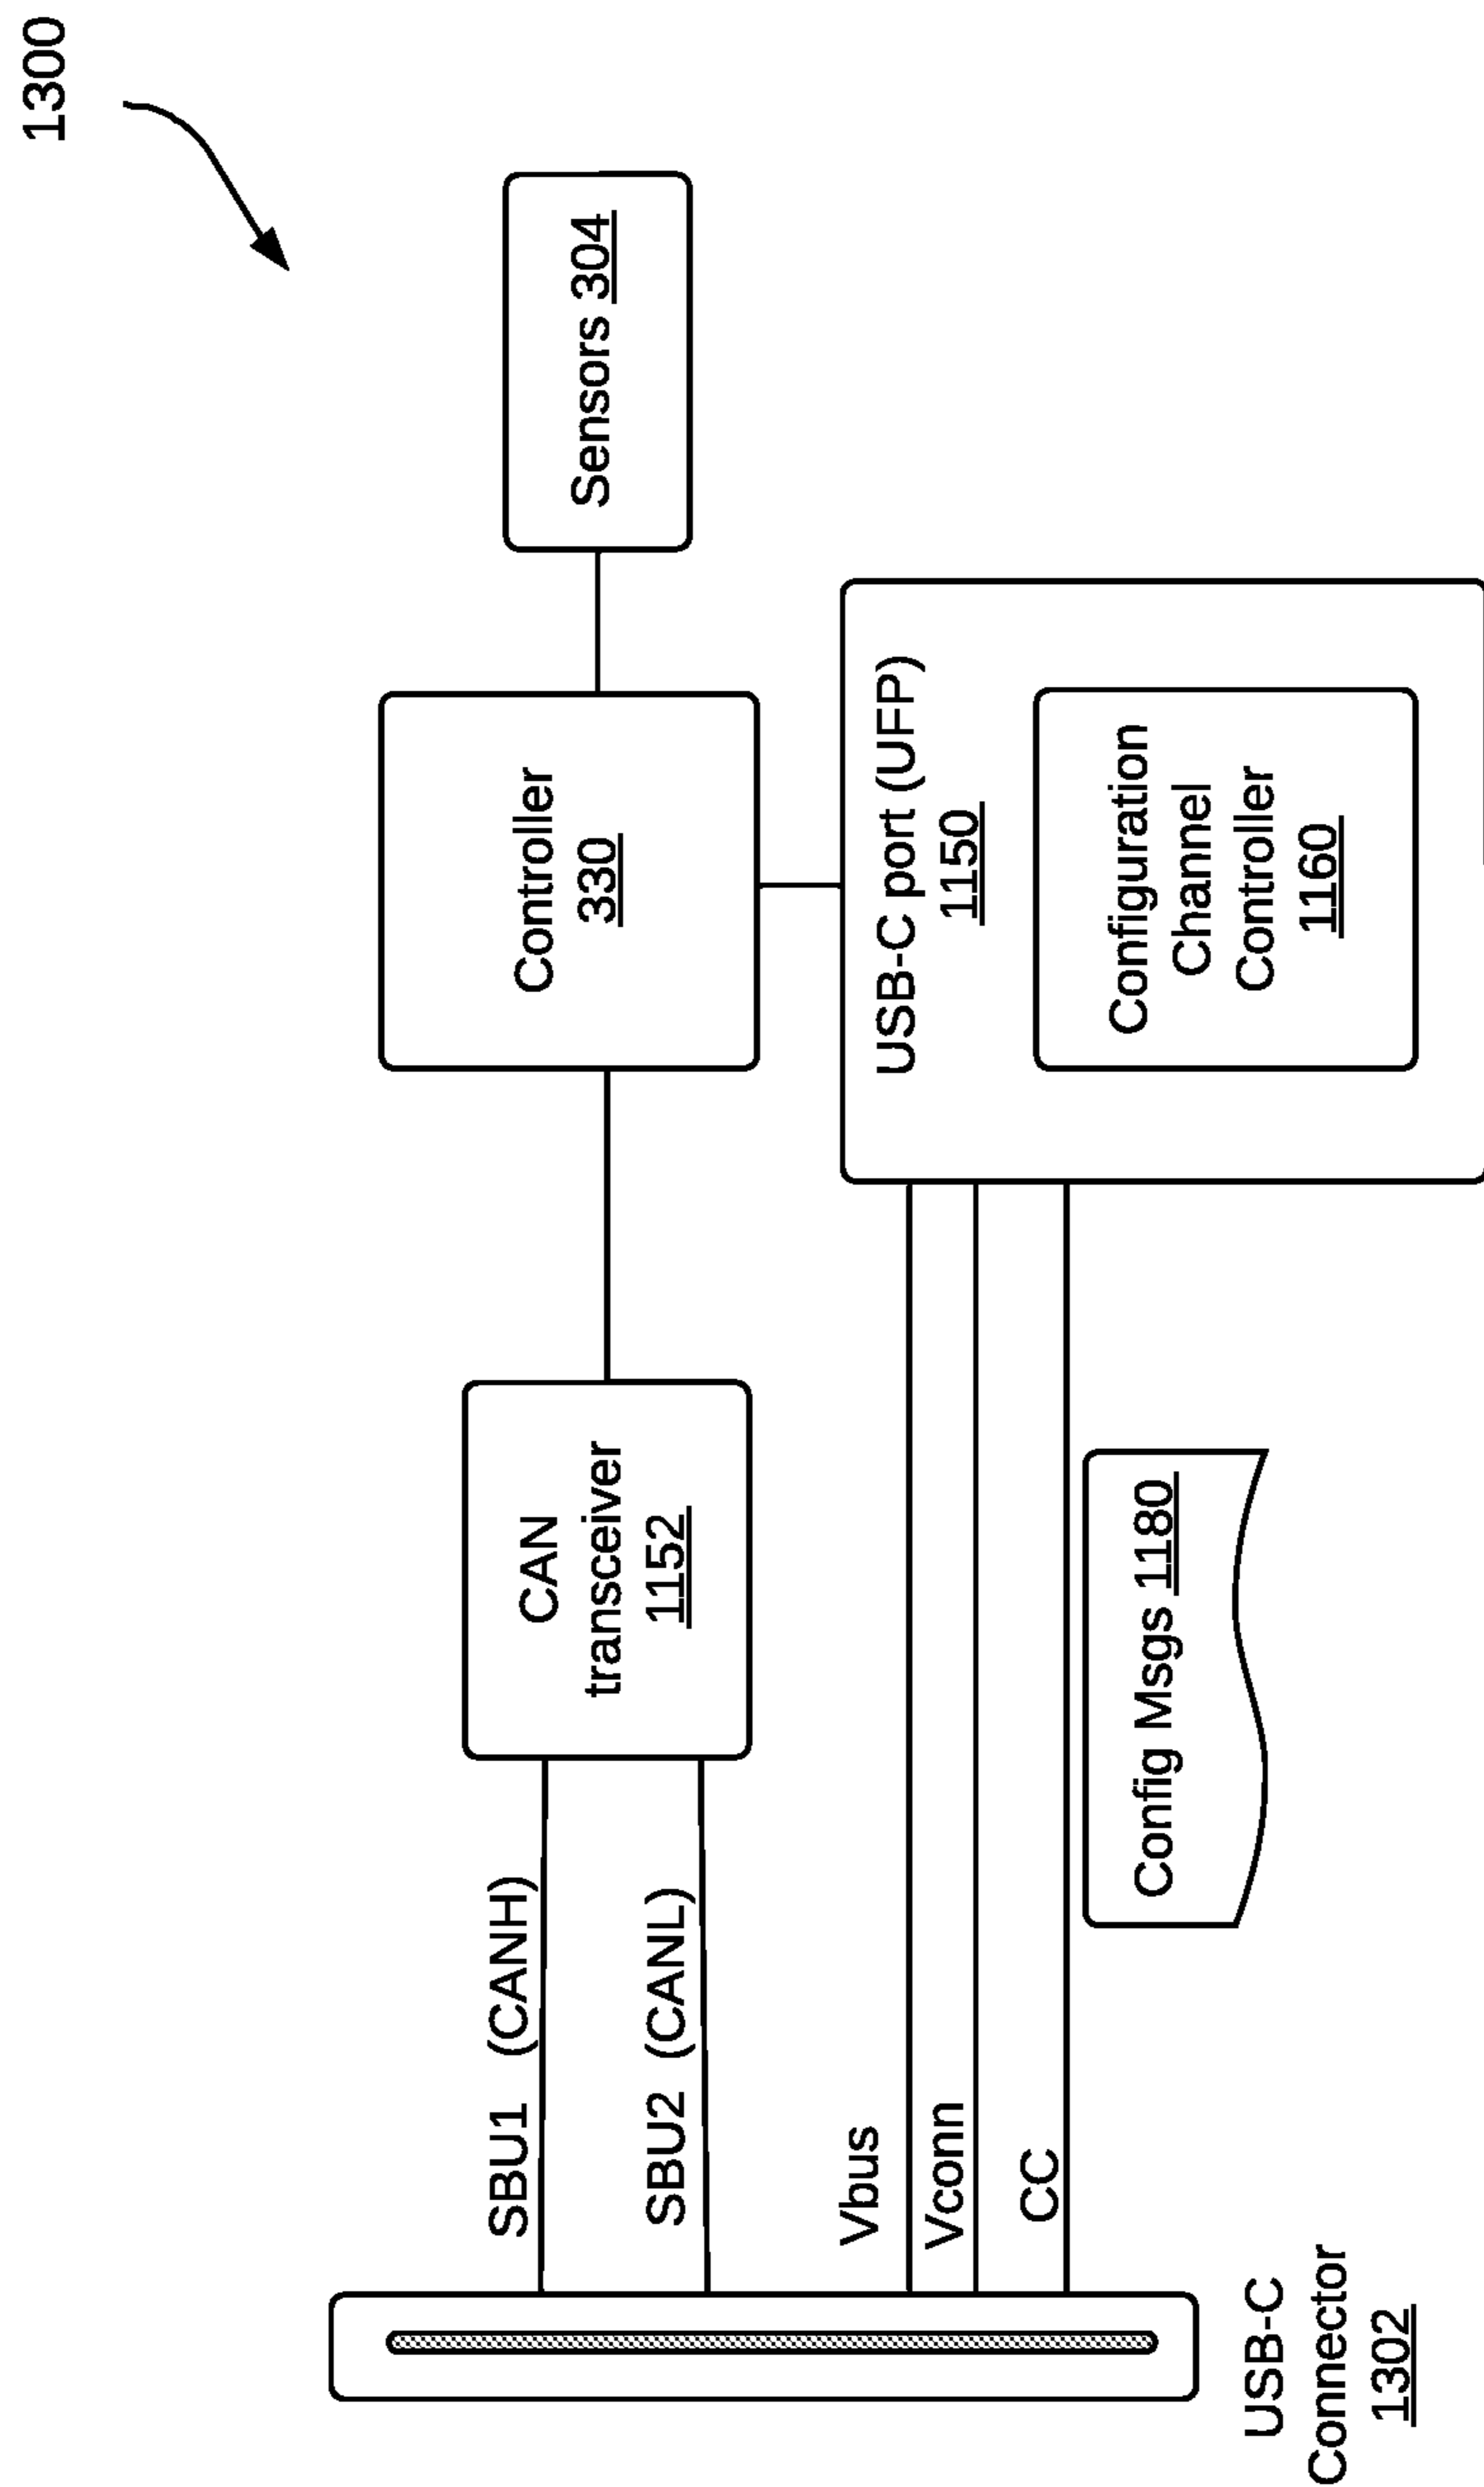 1300
Sensors 304
Controller
330
USB-C port (UFP)
1150
Configuration
Channel
Controller
1160
CAN
transceiver
1152
Config Msgs 1180
SBU1 (CANH)
SBU2 (CANL)
Vbus
Vconn
CC
USB-C
Connector
1302